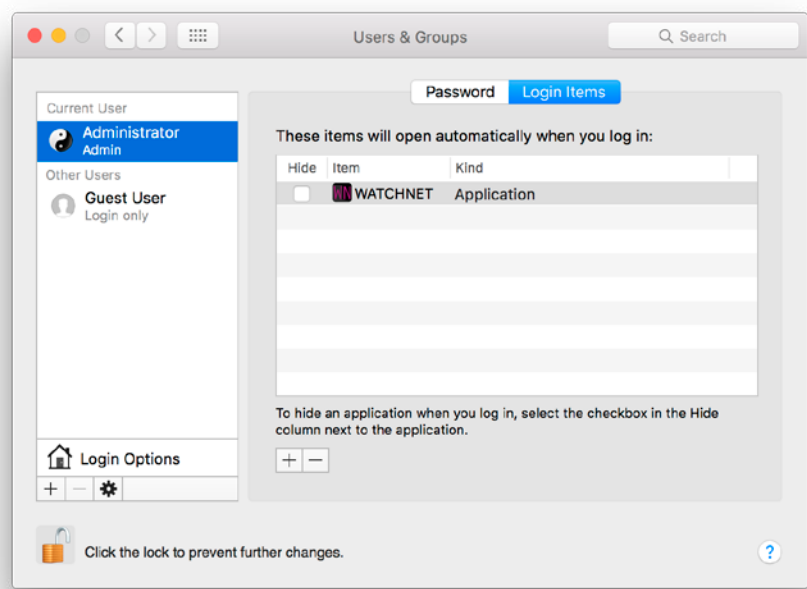 Users & Groups
Search
Password
Login Items
Current User
Administrator
Admin
Other Users
Guest User
Login only
These items will open automatically when you log in:
Hide Item Kind
WN WATCHNET Application
To hide an application when you log in, select the checkbox in the Hide
column next to the application.
Login Options
Click the lock to prevent further changes.
?